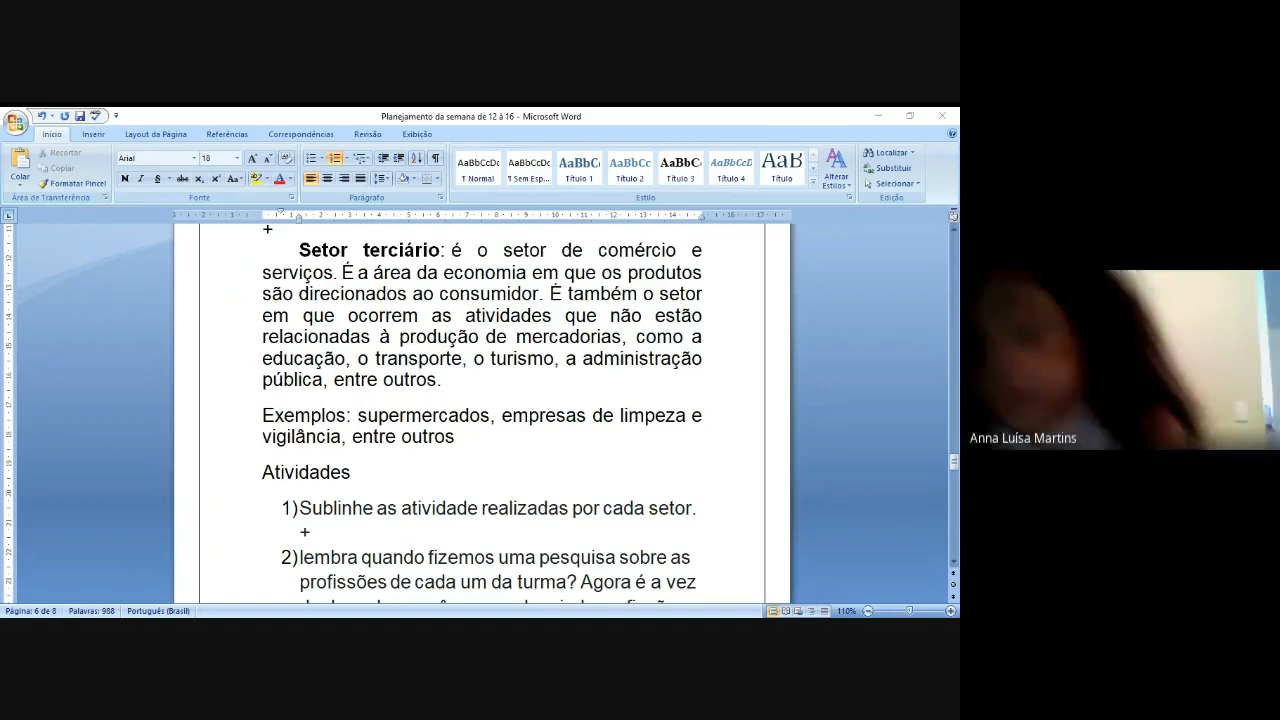 Planejamento da semana de 12 à 16 - Microsoft Word
Início Inserir Layout da Página Referências Correspondências Revisão Exibição
Colar
Recortar
Copiar
Formatar Pincel
Área de Transferência
Arial 18
Fonte
Parágrafo
AaBbCcDc AaBbCcDc AaBbC AaBbCc AaBbC AaBbCcD AaB
¶ Normal ¶ Sem Esp... Título 1 Título 2 Título 3 Título 4 Título
Alterar Estilos
Estilo
Localizar
Substituir
Selecionar
Edição
+
Setor terciário: é o setor de comércio e
serviços. É a área da economia em que os produtos
são direcionados ao consumidor. É também o setor
em que ocorrem as atividades que não estão
relacionadas à produção de mercadorias, como a
educação, o transporte, o turismo, a administração
pública, entre outros.
Exemplos: supermercados, empresas de limpeza e
vigilância, entre outros
Atividades
1)Sublinhe as atividade realizadas por cada setor.
+
2)lembra quando fizemos uma pesquisa sobre as
profissões de cada um da turma? Agora é a vez
Página: 6 de 8 Palavras: 988 Português (Brasil) 110%
Anna Luísa Martins